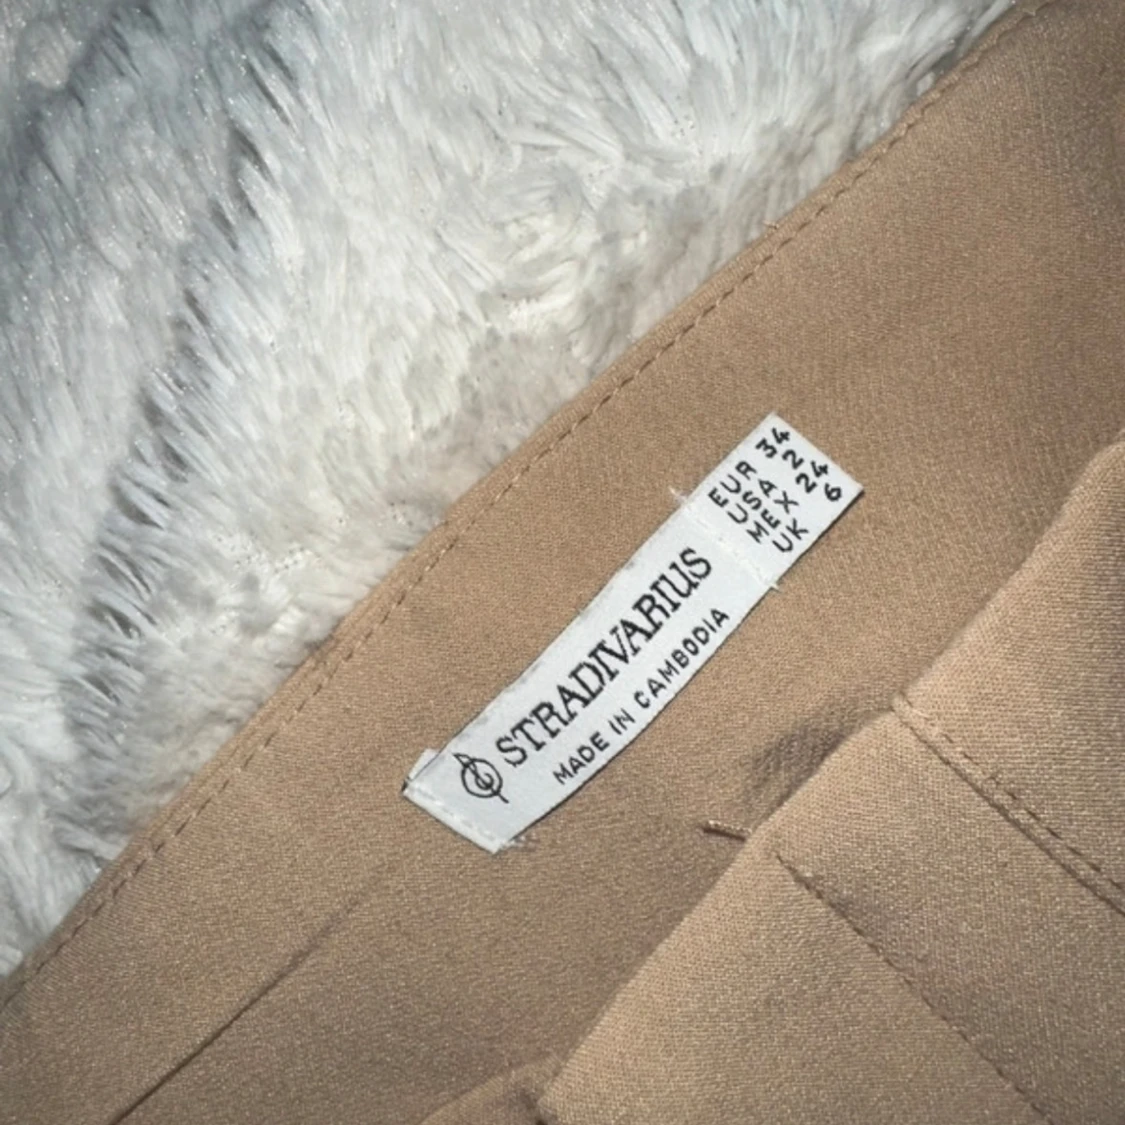 STRADIVARIUS
MADE IN CAMBODIA
EUR 34
USA 2
MEX 24
UK 6